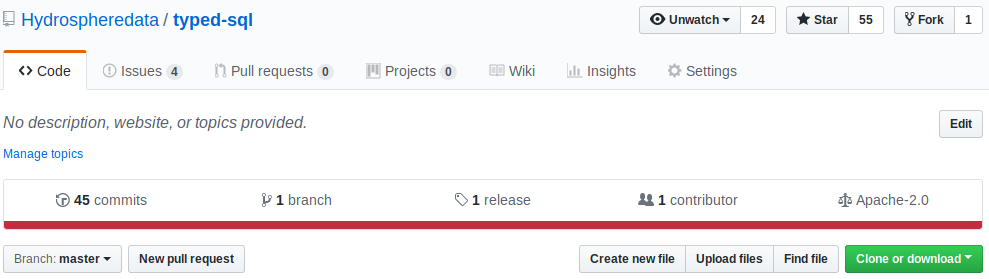 Hydrospheredata / typed-sql Unwatch 24 Star 55 Fork 1
Code Issues 4 Pull requests 0 Projects 0 Wiki Insights Settings
No description, website, or topics provided. Edit
Manage topics
45 commits 1 branch 1 release 1 contributor Apache-2.0
Branch: master New pull request Create new file Upload files Find file Clone or download